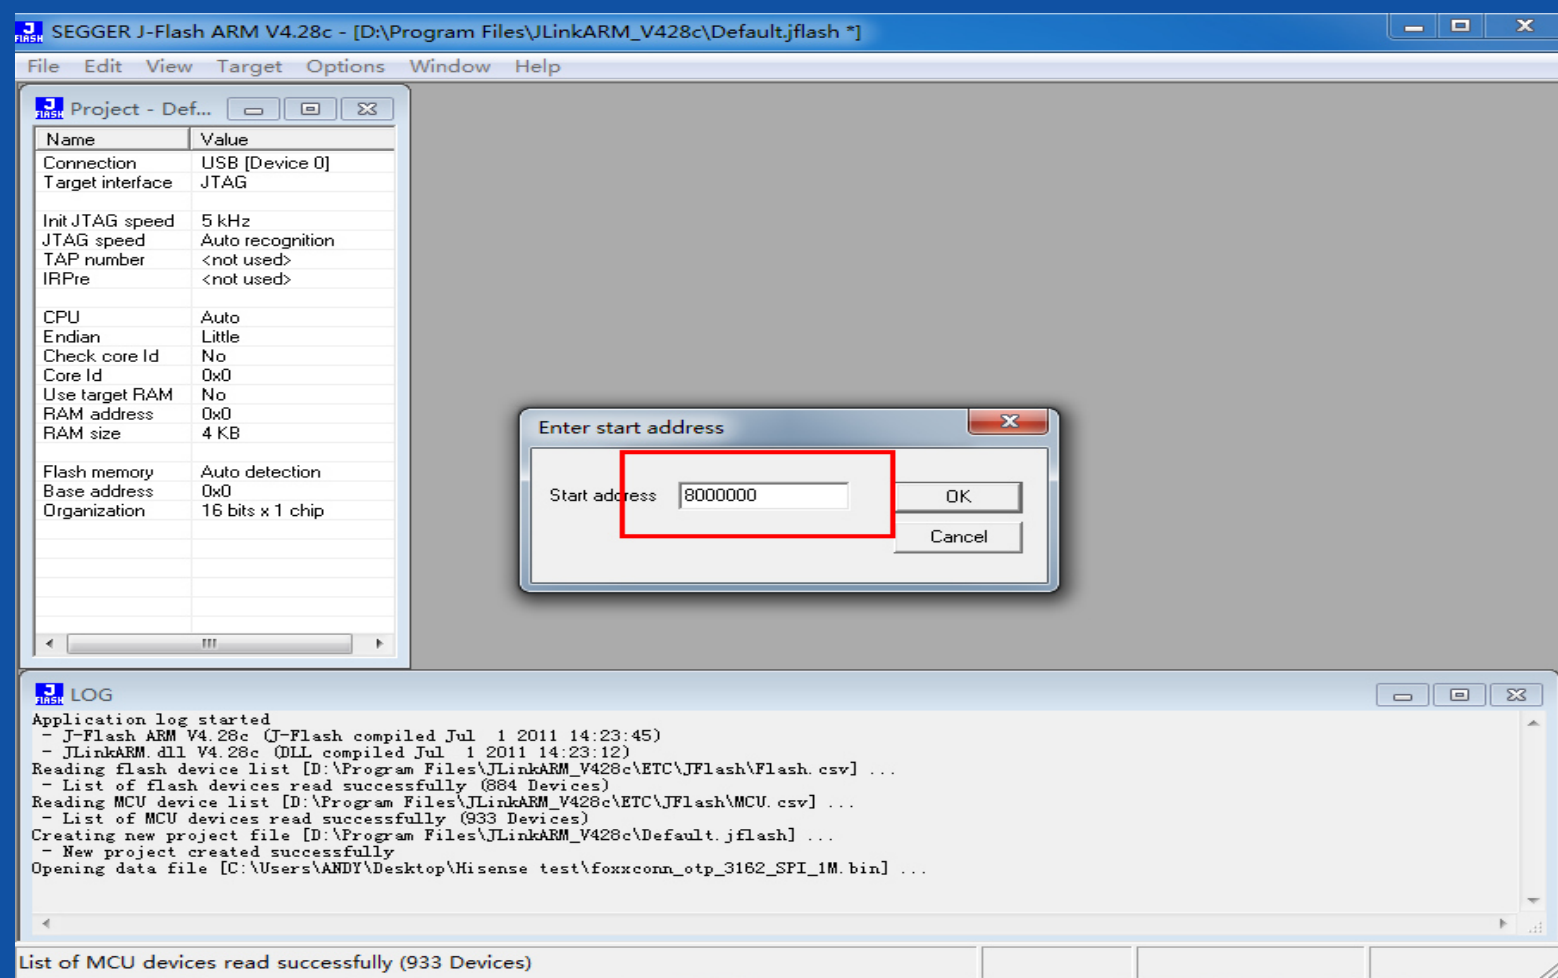 SEGGER J-Flash ARM V4.28c - [D:\Program Files\JLinkARM_V428c\Default.jflash *]
File Edit View Target Options Window Help
Project - Def...
Name Value
Connection USB [Device 0]
Target interface JTAG
Init JTAG speed 5 kHz
JTAG speed Auto recognition
TAP number <not used>
IRPre <not used>
CPU Auto
Endian Little
Check core Id No
Core Id 0x0
Use target RAM No
RAM address 0x0
RAM size 4 KB
Flash memory Auto detection
Base address 0x0
Organization 16 bits x 1 chip
Enter start address
Start address 8000000 OK
Cancel
LOG
Application log started
- J-Flash ARM V4.28c (J-Flash compiled Jul 1 2011 14:23:45)
- JLinkARM.dll V4.28c (DLL compiled Jul 1 2011 14:23:12)
Reading flash device list [D:\Program Files\JLinkARM_V428c\ETC\JFlash\Flash.csv] ...
- List of flash devices read successfully (884 Devices)
Reading MCU device list [D:\Program Files\JLinkARM_V428c\ETC\JFlash\MCU.csv] ...
- List of MCU devices read successfully (933 Devices)
Creating new project file [D:\Program Files\JLinkARM_V428c\Default.jflash] ...
- New project created successfully
Opening data file [C:\Users\ANDY\Desktop\Hisense test\foxxconn_otp_3162_SPI_1M.bin] ...
List of MCU devices read successfully (933 Devices)